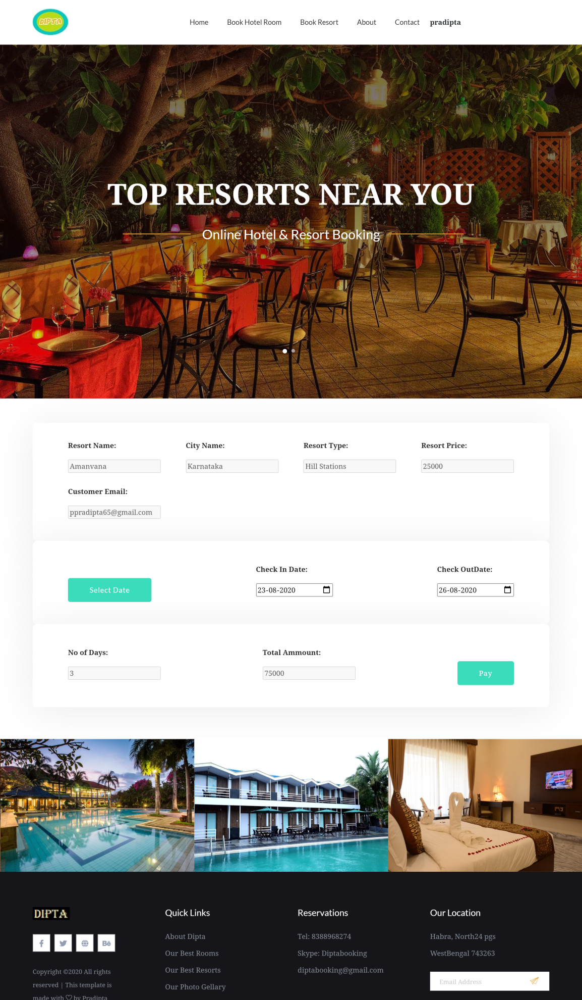 DIPTA
Home Book Hotel Room Book Resort About Contact pradipta
TOP RESORTS NEAR YOU
Online Hotel & Resort Booking
Resort Name: City Name: Resort Type: Resort Price:
Amanvana Karnataka Hill Stations 25000
Customer Email:
ppradipta65@gmail.com
Check In Date: Check OutDate:
Select Date 23-08-2020 26-08-2020
No of Days: Total Ammount:
3 75000 Pay
DIPTA
Bē
Copyright ©2020 All rights
reserved | This template is
made with ♡ by Pradipta
Quick Links
About Dipta
Our Best Rooms
Our Best Resorts
Our Photo Gellary
Reservations
Tel: 8388968274
Skype: Diptabooking
diptabooking@gmail.com
Our Location
Habra, North24 pgs
WestBengal 743263
Email Address